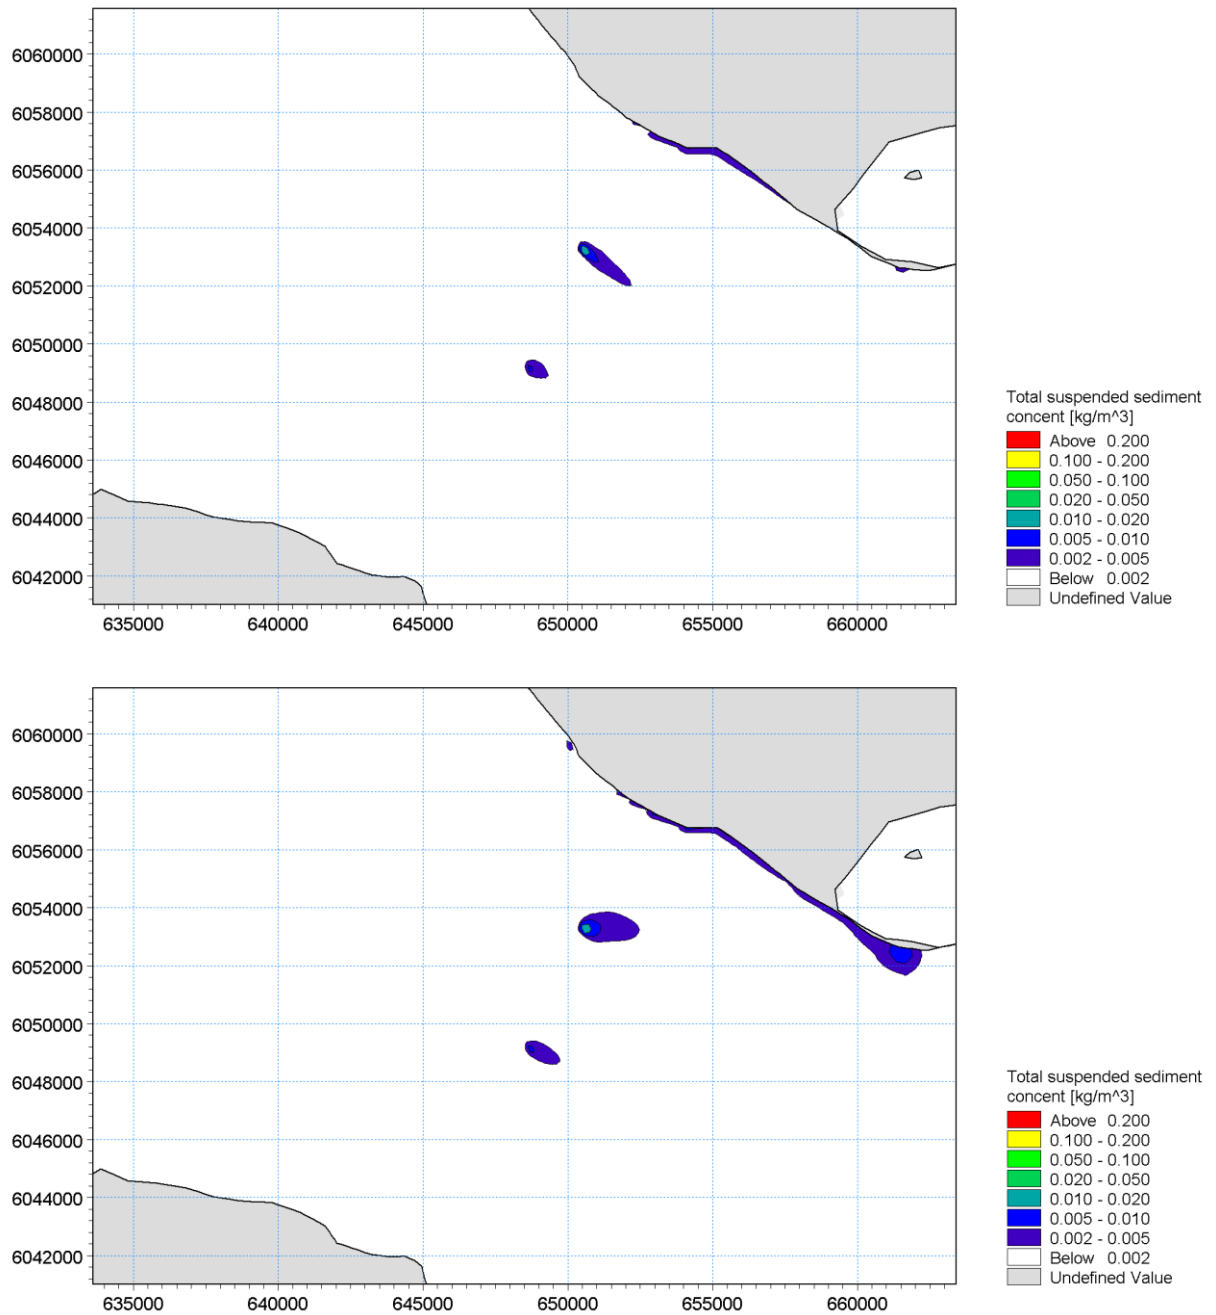 6060000
6058000
6056000
6054000
6052000
6050000
6048000
6046000
6044000
6042000
635000 640000 645000 650000 655000 660000
Total suspended sediment
concent [kg/m^3]
Above 0.200
0.100 - 0.200
0.050 - 0.100
0.020 - 0.050
0.010 - 0.020
0.005 - 0.010
0.002 - 0.005
Below 0.002
Undefined Value
6060000
6058000
6056000
6054000
6052000
6050000
6048000
6046000
6044000
6042000
635000 640000 645000 650000 655000 660000
Total suspended sediment
concent [kg/m^3]
Above 0.200
0.100 - 0.200
0.050 - 0.100
0.020 - 0.050
0.010 - 0.020
0.005 - 0.010
0.002 - 0.005
Below 0.002
Undefined Value